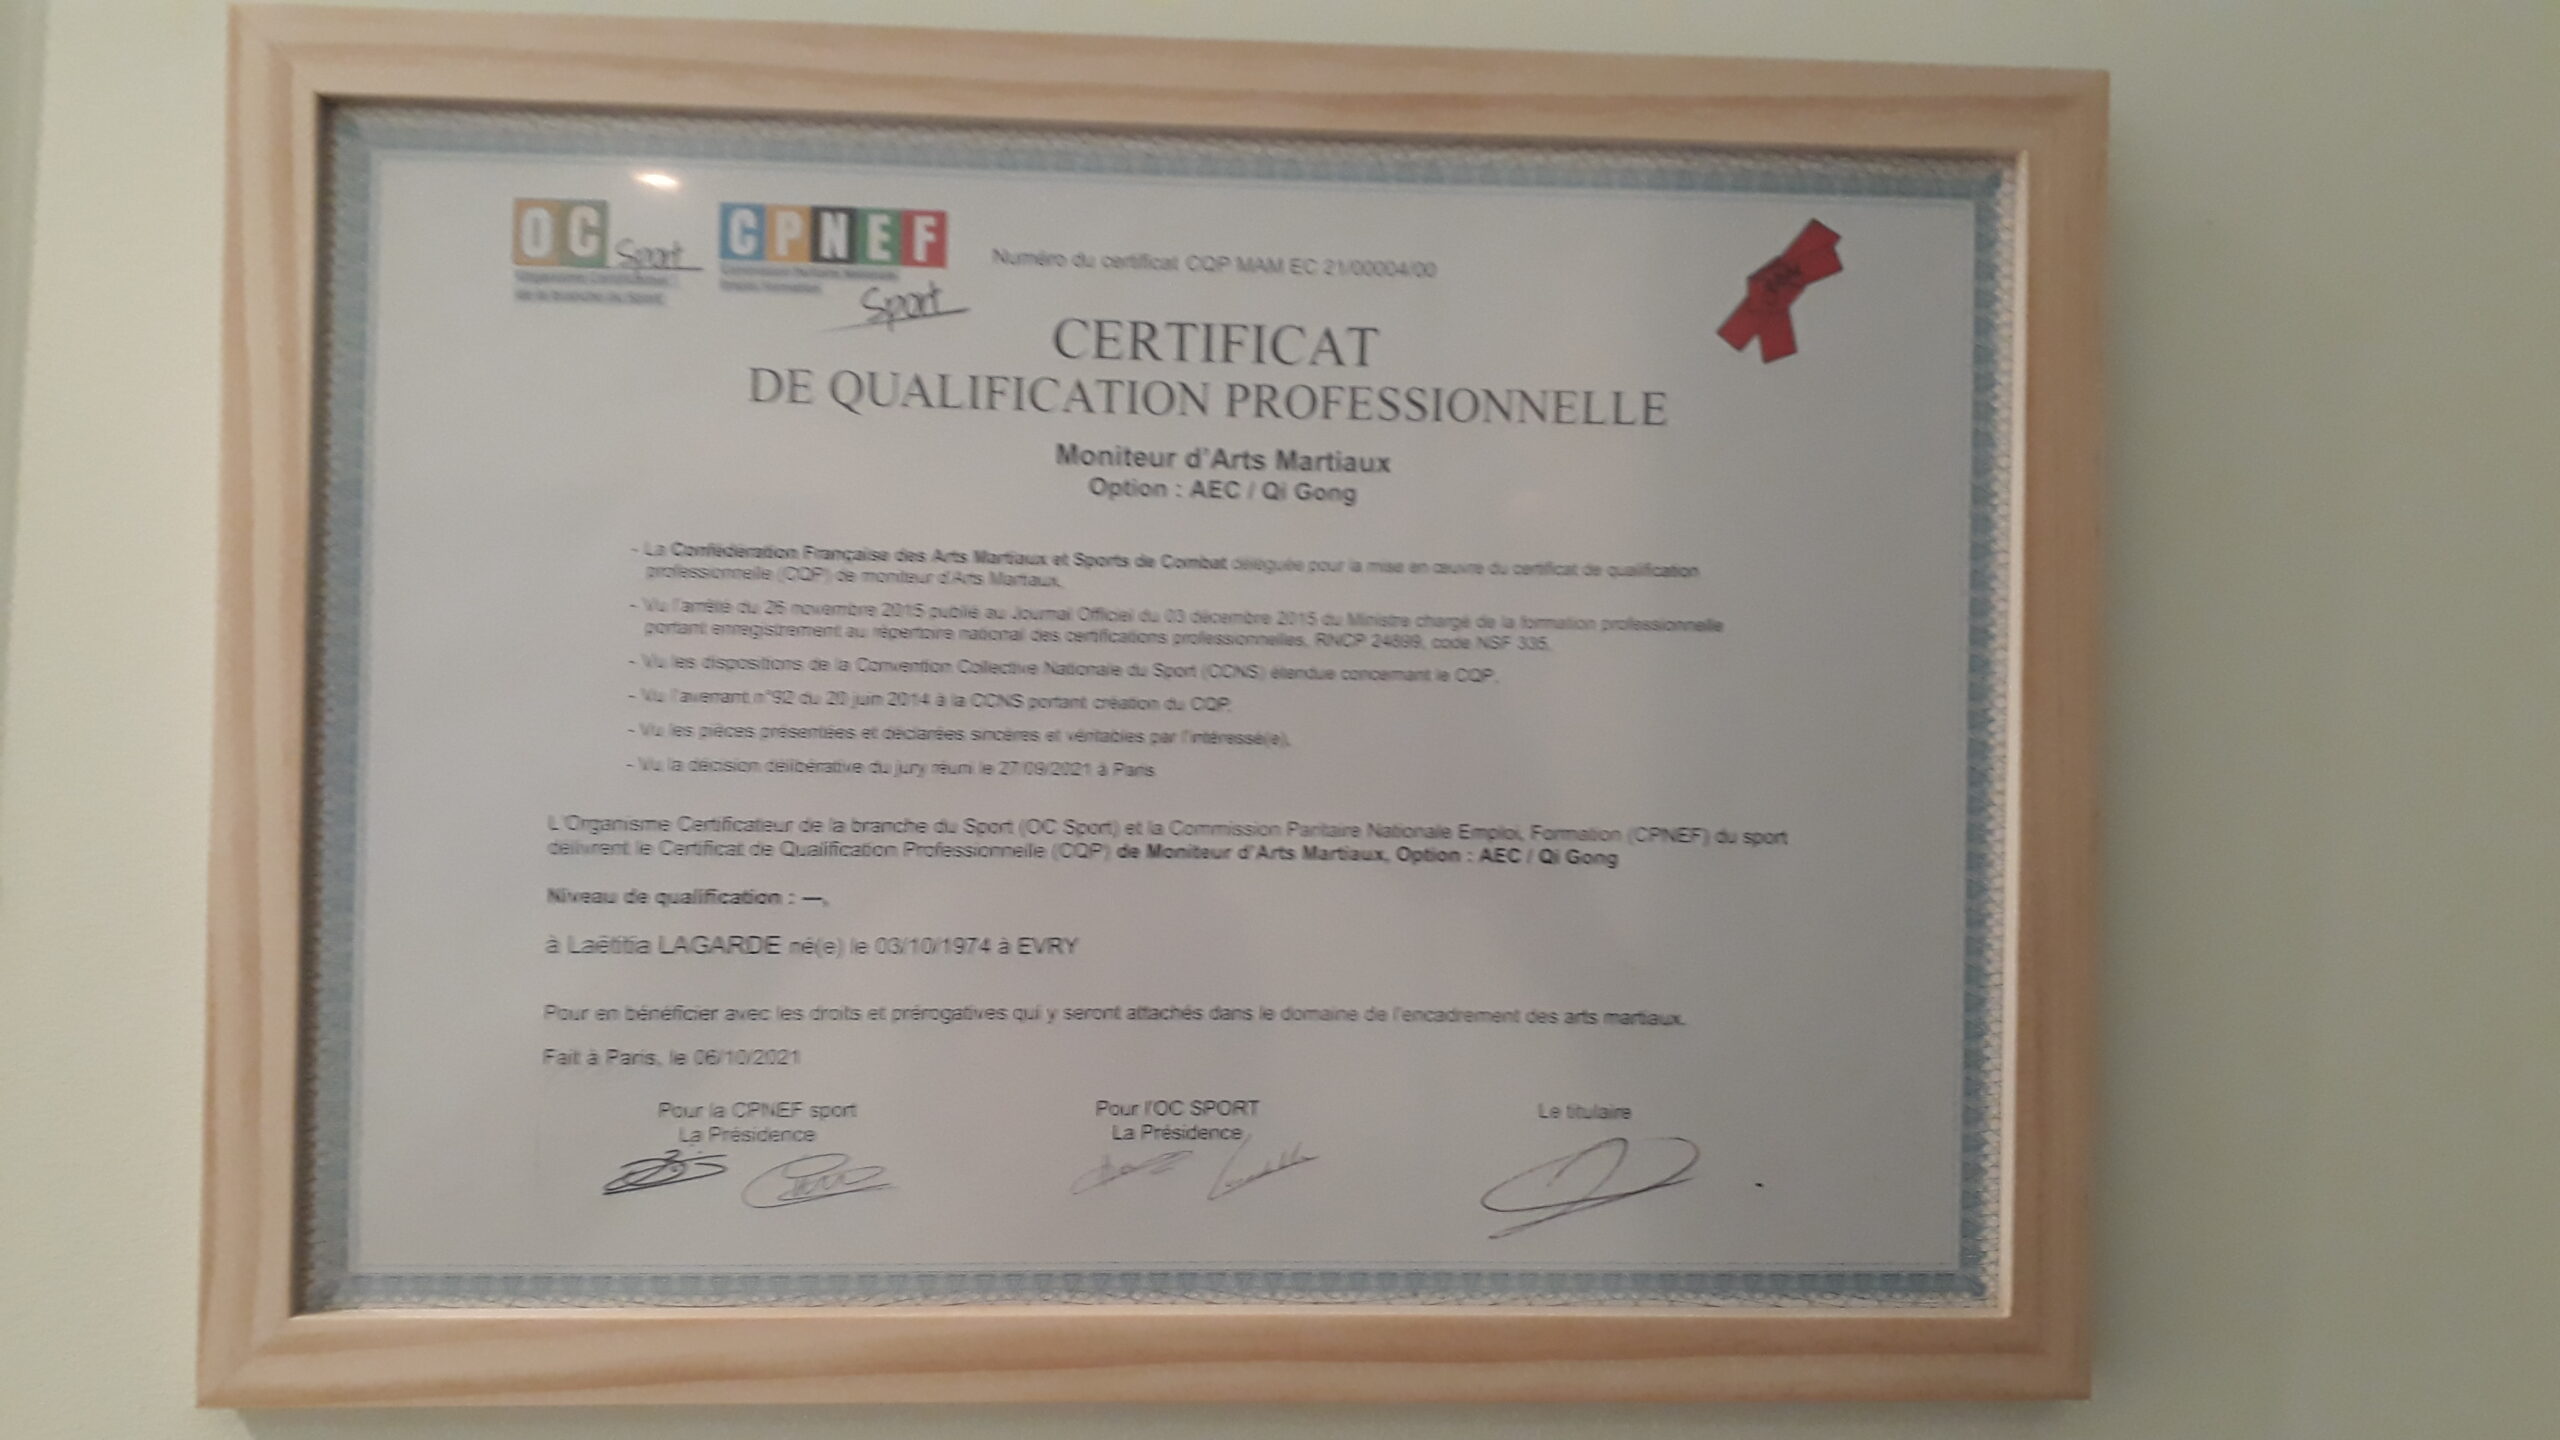 OC Sport
CPNEF
Sport
Numéro du certificat CQP MAM EC 21/00004/00
CERTIFICAT
DE QUALIFICATION PROFESSIONNELLE
Moniteur d'Arts Martiaux
Option : AEC / Qi Gong
- La Confédération Française des Arts Martiaux et Sports de Combat déléguée pour la mise en œuvre du certificat de qualification
professionnelle (CQP) de moniteur d'Arts Martiaux,
- Vu l'arrêté du 26 novembre 2015 publié au Journal Officiel du 03 décembre 2015 du Ministre chargé de la formation professionnelle
portant enregistrement au répertoire national des certifications professionnelles, RNCP 24899, code NSF 335,
- Vu les dispositions de la Convention Collective Nationale du Sport (CCNS) étendue concernant le CQP,
- Vu l'avenant n°92 du 20 juin 2014 à la CCNS portant création du CQP,
- Vu les pièces présentées et déclarées sincères et véritables par l'intéressé(e),
- Vu la décision délibérative du jury réuni le 27/09/2021 à Paris
L'Organisme Certificateur de la branche du Sport (OC Sport) et la Commission Paritaire Nationale Emploi, Formation (CPNEF) du sport
délivrent le Certificat de Qualification Professionnelle (CQP) de Moniteur d'Arts Martiaux, Option : AEC / Qi Gong
Niveau de qualification : —,
à Laëtitia LAGARDE né(e) le 03/10/1974 à EVRY
Pour en bénéficier avec les droits et prérogatives qui y seront attachés dans le domaine de l'encadrement des arts martiaux.
Fait à Paris, le 06/10/2021
Pour la CPNEF sport
La Présidence
Pour l'OC SPORT
La Présidence
Le titulaire